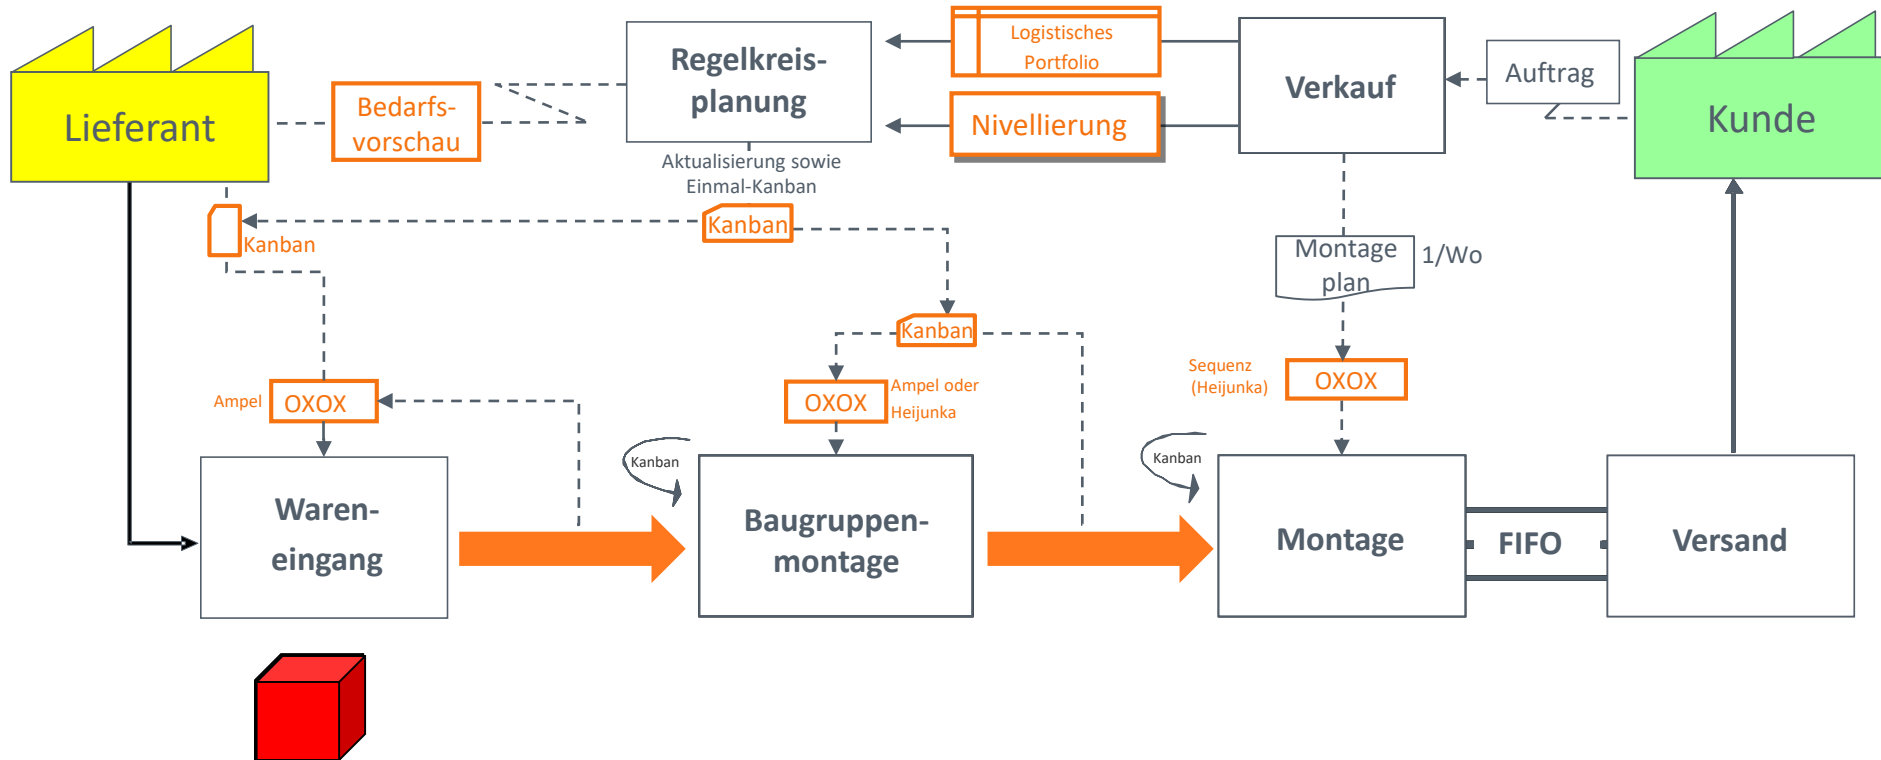 Lieferant
Bedarfs-
vorschau
Regelkreis-
planung
Logistisches
Portfolio
Nivellierung
Verkauf
Auftrag
Kunde
Aktualisierung sowie
Einmal-Kanban
Kanban
Kanban
Montage
plan
1/Wo
Kanban
Ampel
OXOX
OXOX
Ampel oder
Heijunka
Sequenz
(Heijunka)
OXOX
Kanban
Kanban
Waren-
eingang
Baugruppen-
montage
Montage
FIFO
Versand